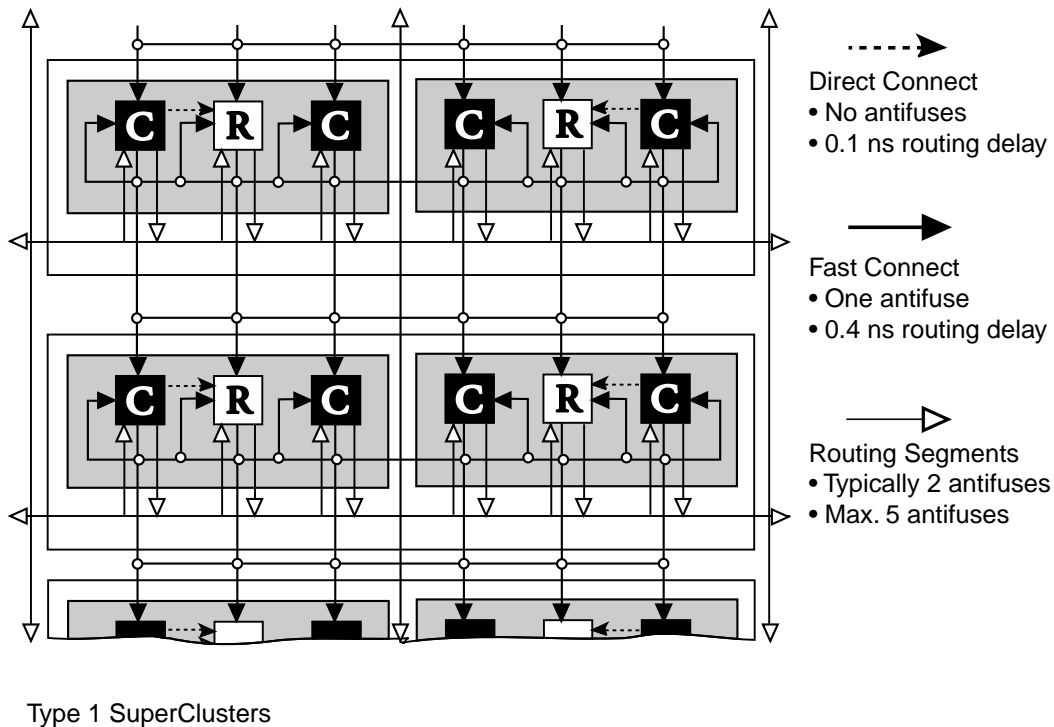 Direct Connect
• No antifuses
• 0.1 ns routing delay
C R C C R C
Fast Connect
• One antifuse
• 0.4 ns routing delay
C R C C R C
Routing Segments
• Typically 2 antifuses
• Max. 5 antifuses
Type 1 SuperClusters